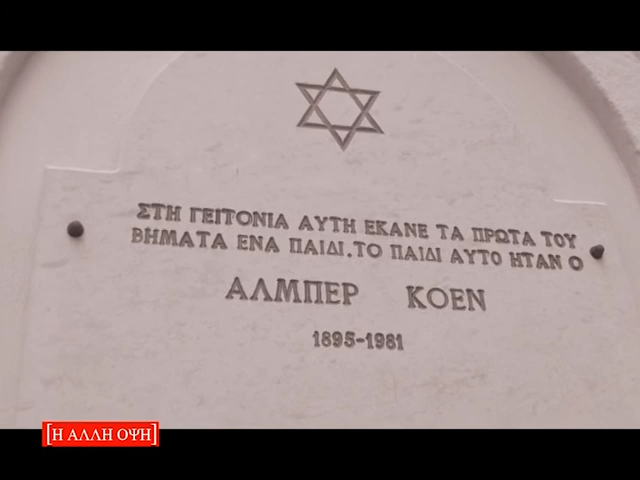 ΣΤΗ ΓΕΙΤΟΝΙΑ ΑΥΤΗ ΕΚΑΝΕ ΤΑ ΠΡΩΤΑ ΤΟΥ
ΒΗΜΑΤΑ ΕΝΑ ΠΑΙΔΙ. ΤΟ ΠΑΙΔΙ ΑΥΤΟ ΗΤΑΝ Ο
ΑΛΜΠΕΡ ΚΟΕΝ
1895-1981
[Η ΑΛΛΗ ΟΨΗ]